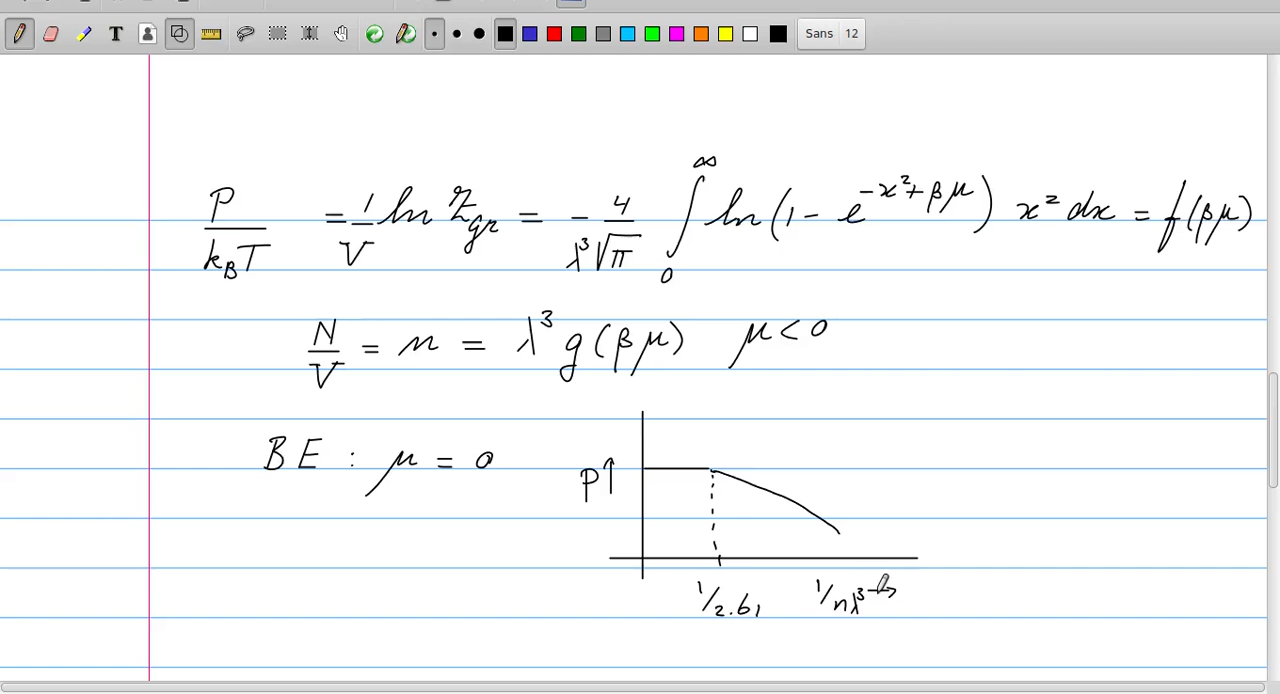 Sans 12
P/(k_B T) = 1/V ln Z_gr = - 4/(λ³√π) ∫₀^∞ ln(1 - e^(-x²+βμ)) x² dx = f(βμ)
N/V = n = λ³ g(βμ) μ < 0
BE : μ = 0
P↑
1/2.61 1/nλ³ →